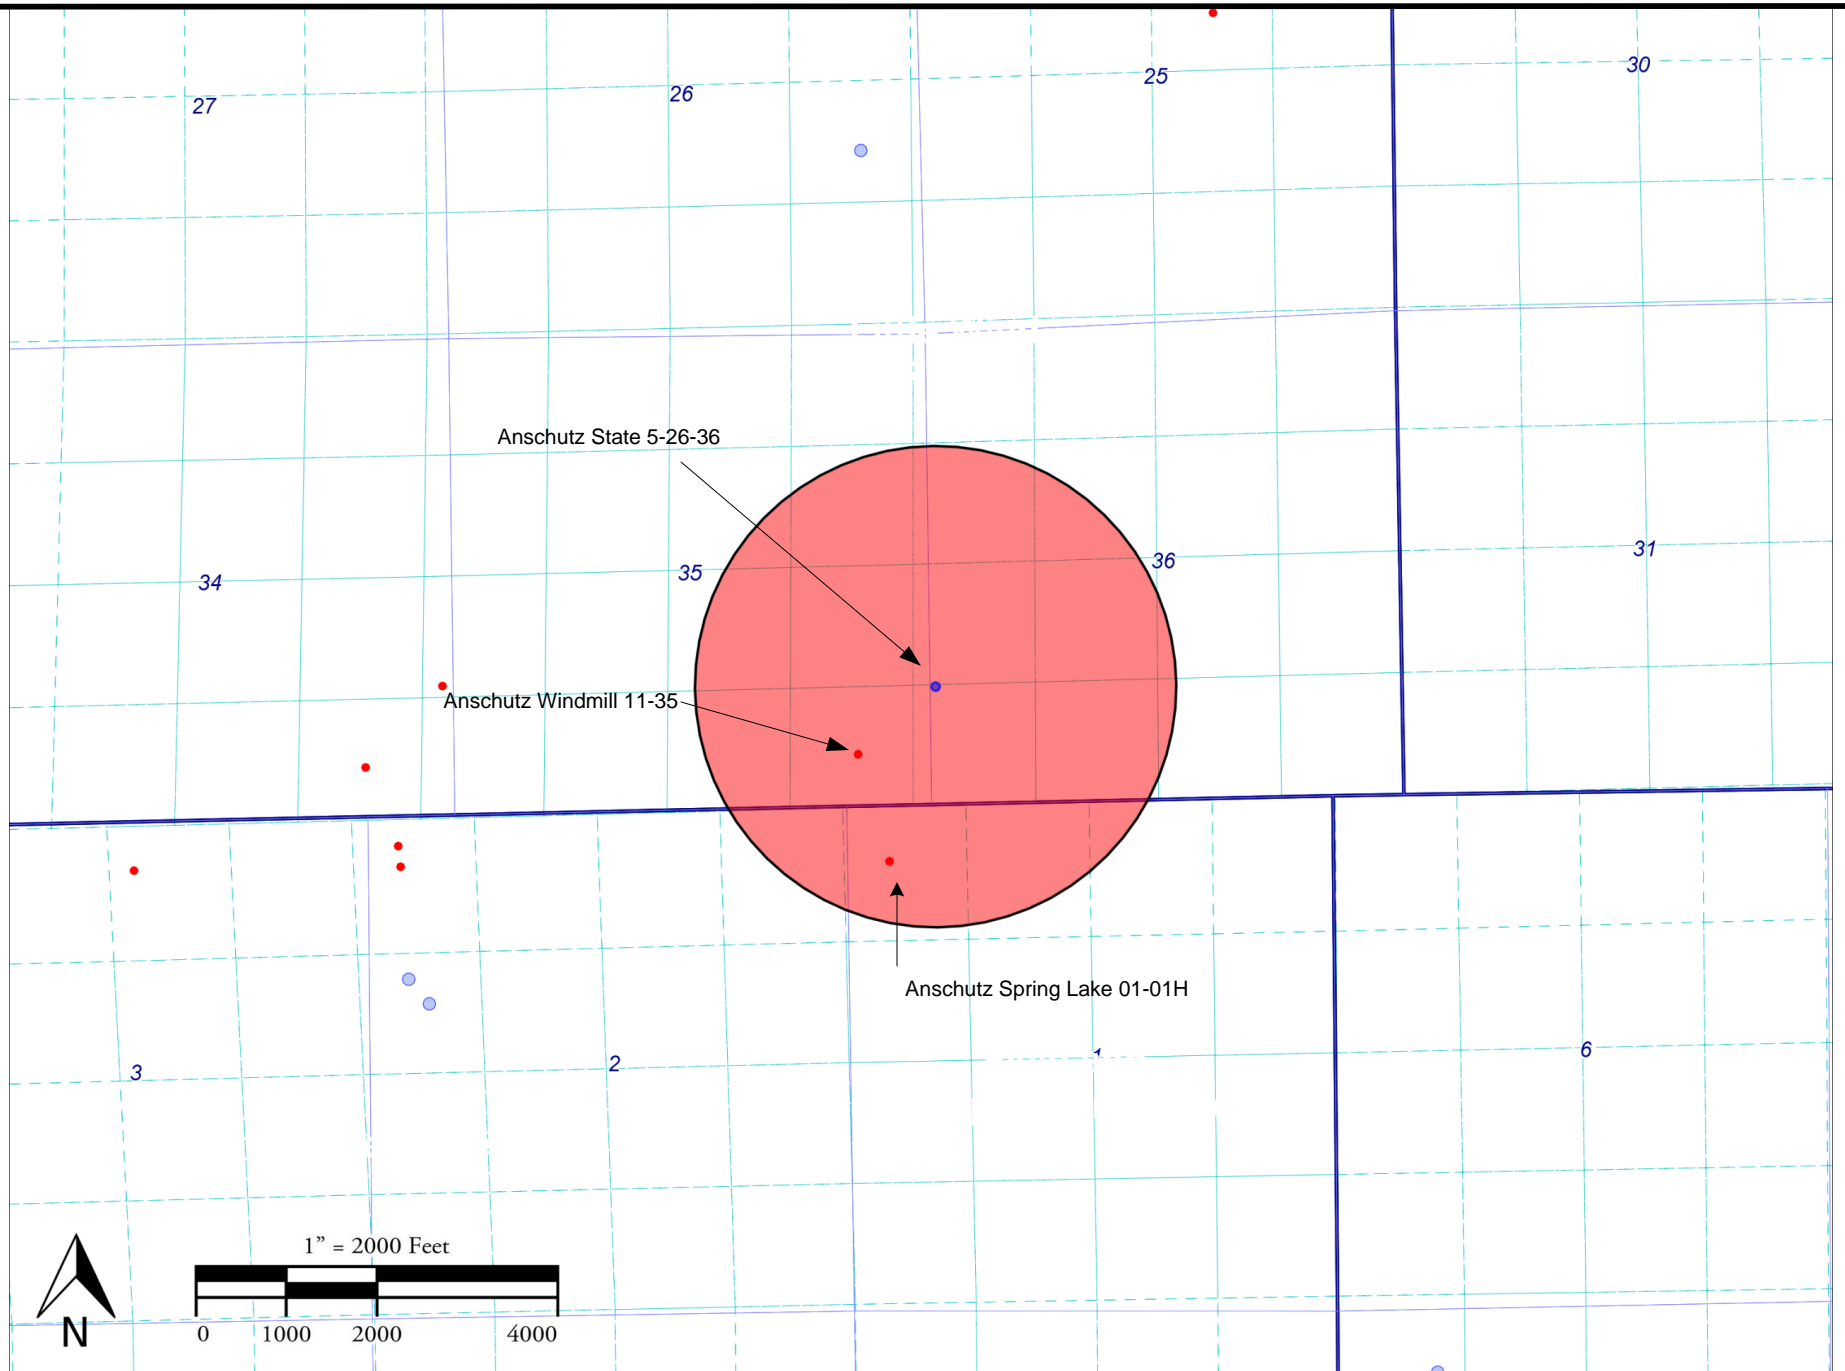 30
25
26
27
Anschutz State 5-26-36
31
36
35
34
Anschutz Windmill 11-35
Anschutz Spring Lake 01-01H
6
1
2
3
1” = 2000 Feet
0 1000 2000 4000
N